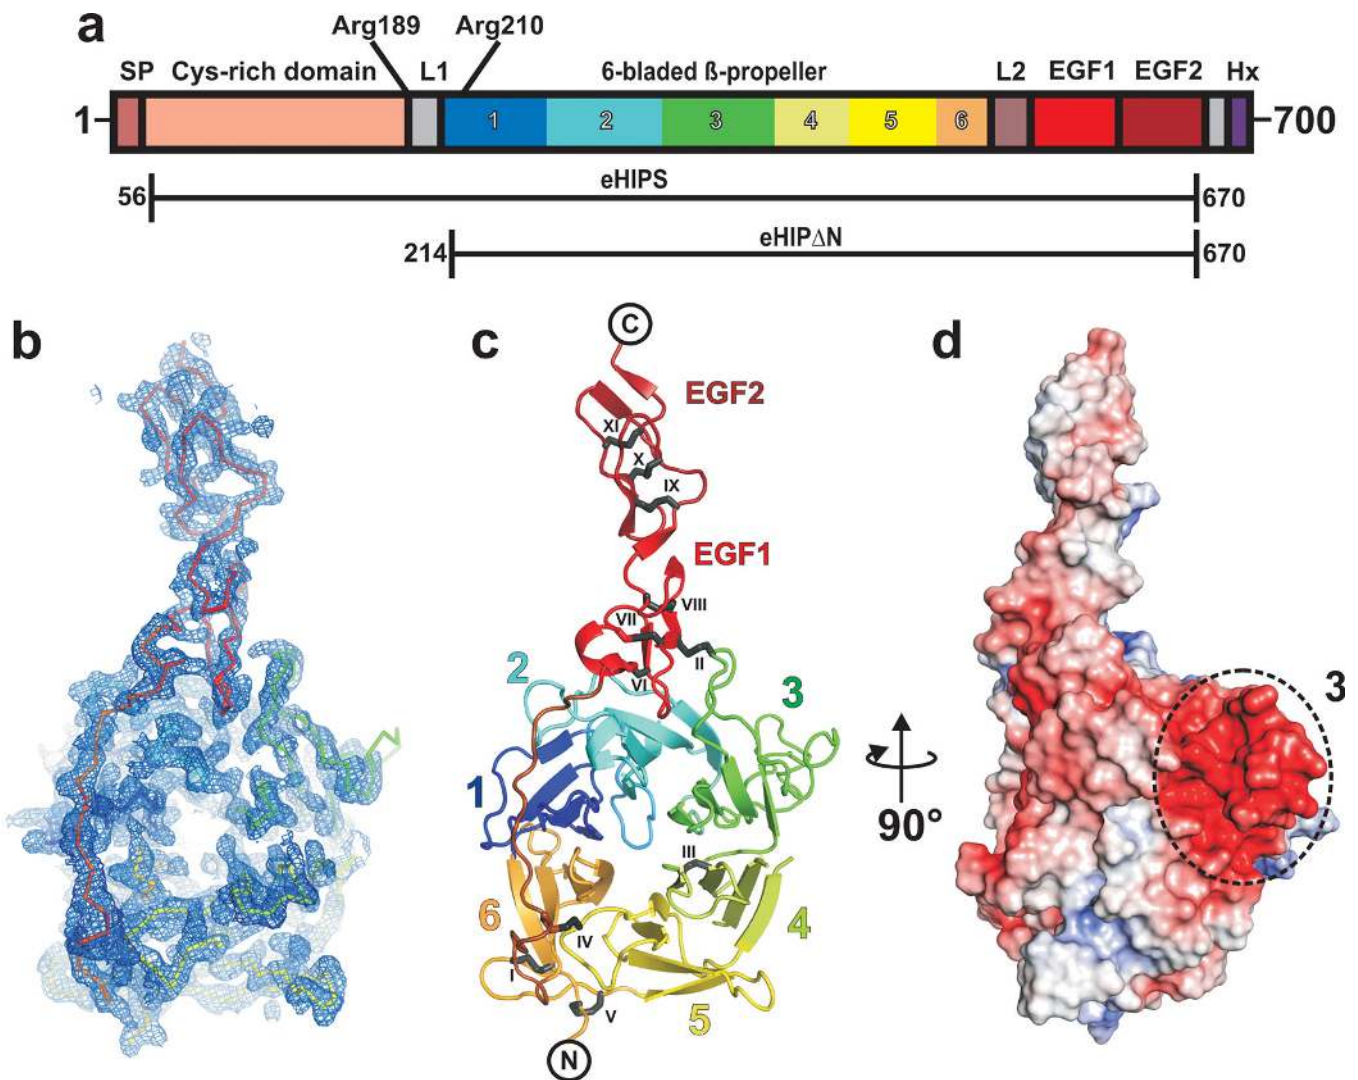 a
Arg189 Arg210
SP Cys-rich domain L1 6-bladed ß-propeller L2 EGF1 EGF2 Hx
1 1 2 3 4 5 6 700
56 eHIPS 670
214 eHIPΔN 670
b
c
C
EGF2
XI
X
IX
EGF1
VII VIII
II
VI
2
3
1
III
6
4
IV
I
V
5
N
d
3
90°